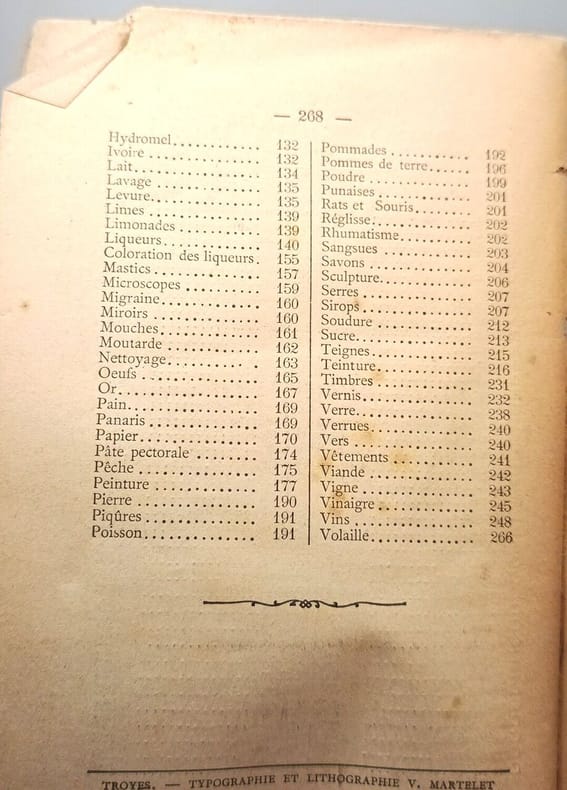 — 268 —
Hydromel........... 132
Ivoire ............ 132
Lait............... 134
Lavage ............ 135
Levure............. 135
Limes ............. 139
Limonades ......... 139
Liqueurs........... 140
Coloration des liqueurs. 155
Mastics ........... 157
Microscopes ....... 159
Migraine........... 160
Miroirs ........... 160
Mouches............ 161
Moutarde .......... 162
Nettoyage.......... 163
Oeufs ............. 165
Or................. 167
Pain............... 169
Panaris ........... 169
Papier............. 170
Pâte pectorale ........ 174
Pêche ............. 175
Peinture .......... 177
Pierre ............ 190
Piqûres ........... 191
Poisson............ 191
Pommades .......... 192
Pommes de terre...... 196
Poudre ............ 199
Punaises .......... 201
Rats et Souris....... 201
Réglisse........... 202
Rhumatisme......... 202
Sangsues .......... 203
Savons ............ 204
Sculpture.......... 206
Serres ............ 207
Sirops............. 207
Soudure ........... 212
Sucre.............. 213
Teignes............ 215
Teinture........... 216
Timbres ........... 231
Vernis............. 232
Verre.............. 238
Verrues............ 240
Vers .............. 240
Vêtements ......... 241
Viande ............ 242
Vigne ............. 243
Vinaigre........... 245
Vins .............. 248
Volaille........... 266
TROYES. — TYPOGRAPHIE ET LITHOGRAPHIE V. MARTELET